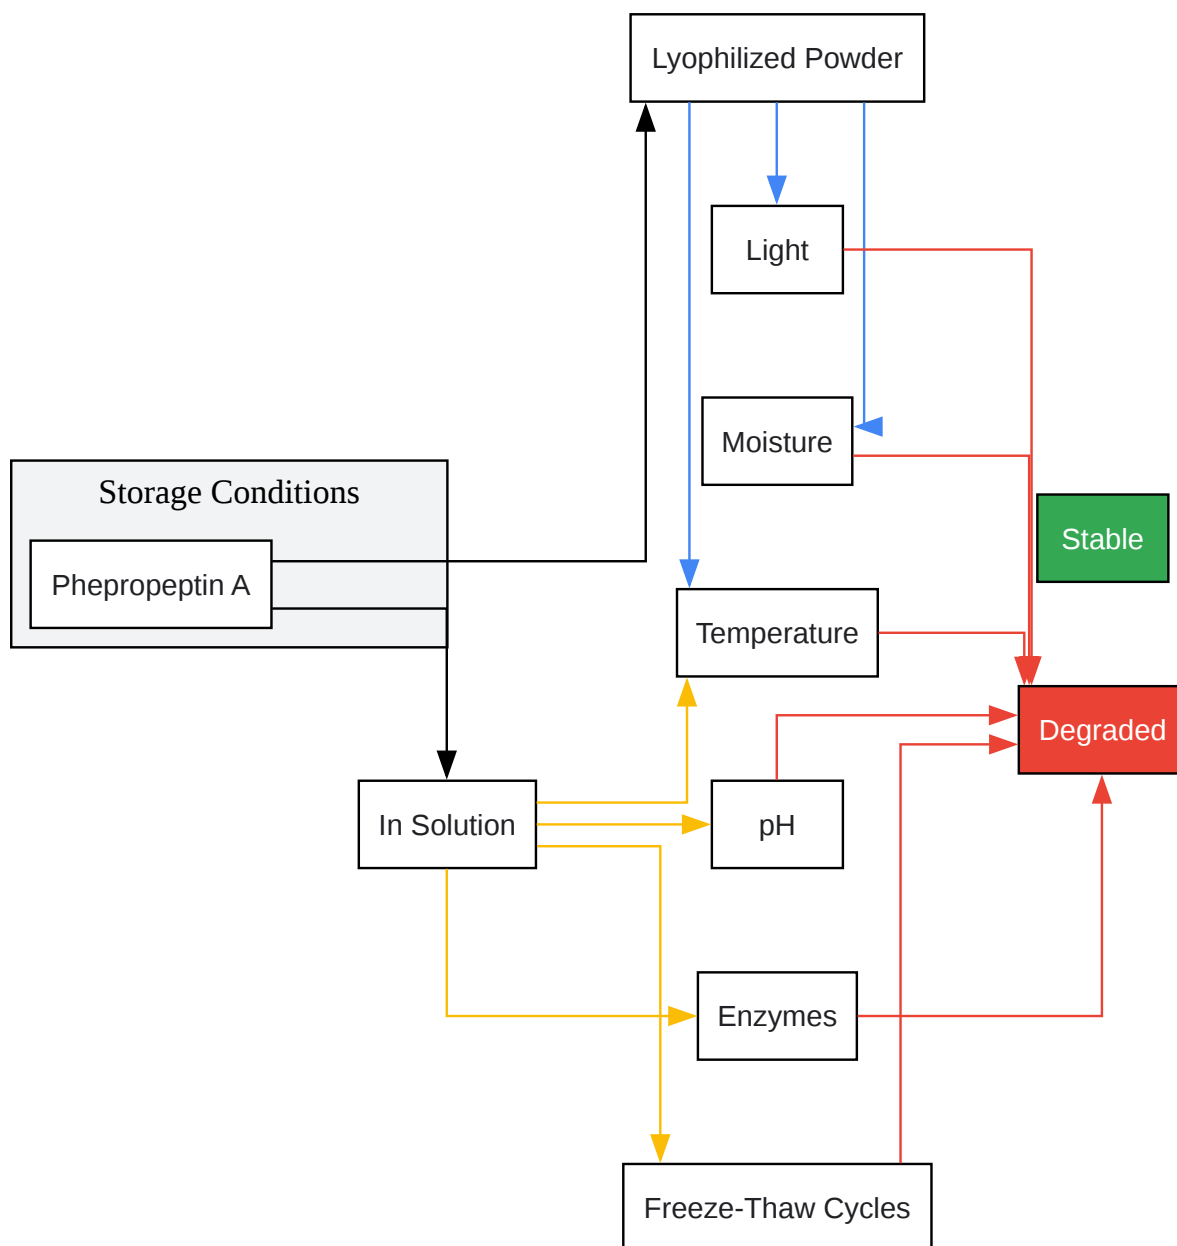 Lyophilized Powder
Light
Moisture
Storage Conditions
Stable
Phepropeptin A
Temperature
Degraded
In Solution
pH
Enzymes
Freeze-Thaw Cycles